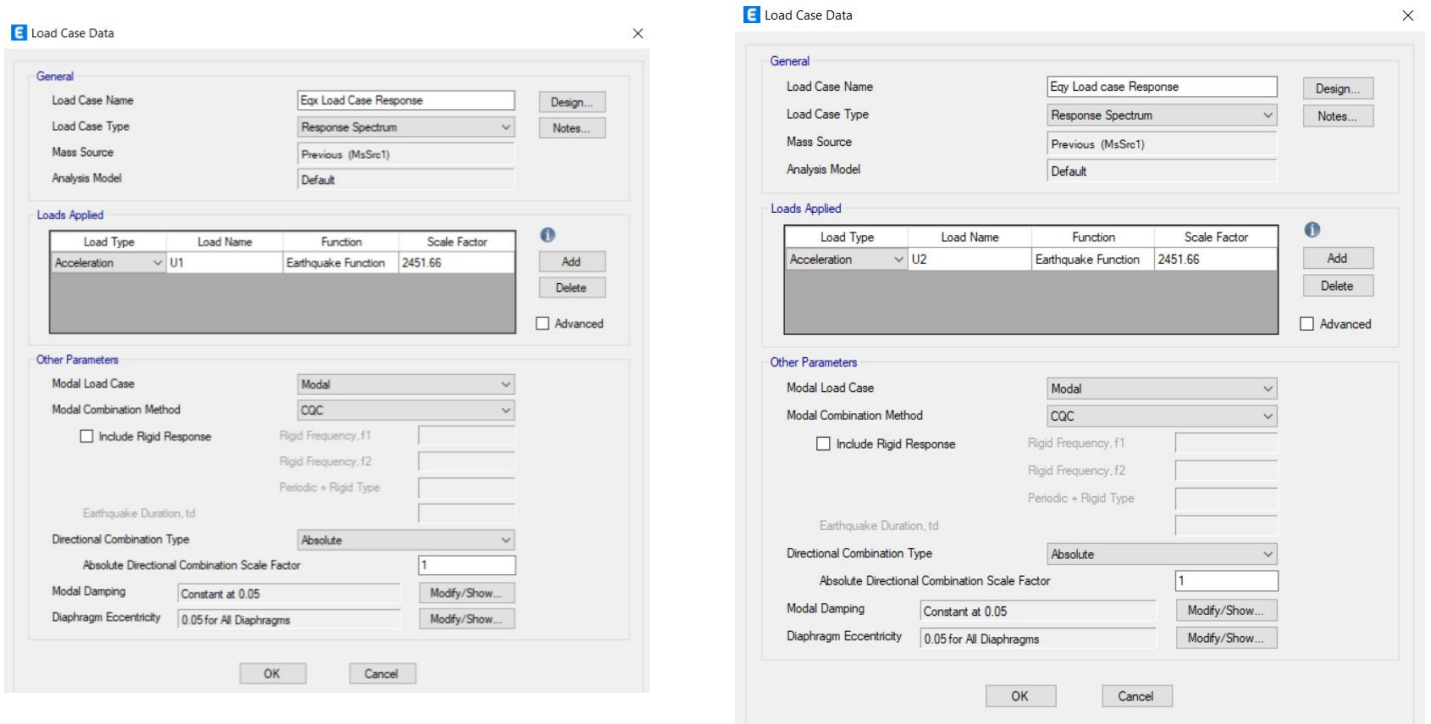 E Load Case Data
General
Load Case Name Eqx Load Case Response Design...
Load Case Type Response Spectrum Notes...
Mass Source Previous (MsSrc1)
Analysis Model Default
Loads Applied
Load Type Load Name Function Scale Factor
Acceleration U1 Earthquake Function 2451.66 Add
Delete
Advanced
Other Parameters
Modal Load Case Modal
Modal Combination Method CQC
Include Rigid Response Rigid Frequency, f1
Rigid Frequency, f2
Periodic + Rigid Type
Earthquake Duration, td
Directional Combination Type Absolute
Absolute Directional Combination Scale Factor 1
Modal Damping Constant at 0.05 Modify/Show...
Diaphragm Eccentricity 0.05 for All Diaphragms Modify/Show...
OK Cancel
E Load Case Data
General
Load Case Name Eqy Load case Response Design...
Load Case Type Response Spectrum Notes...
Mass Source Previous (MsSrc1)
Analysis Model Default
Loads Applied
Load Type Load Name Function Scale Factor
Acceleration U2 Earthquake Function 2451.66 Add
Delete
Advanced
Other Parameters
Modal Load Case Modal
Modal Combination Method CQC
Include Rigid Response Rigid Frequency, f1
Rigid Frequency, f2
Periodic + Rigid Type
Earthquake Duration, td
Directional Combination Type Absolute
Absolute Directional Combination Scale Factor 1
Modal Damping Constant at 0.05 Modify/Show...
Diaphragm Eccentricity 0.05 for All Diaphragms Modify/Show...
OK Cancel